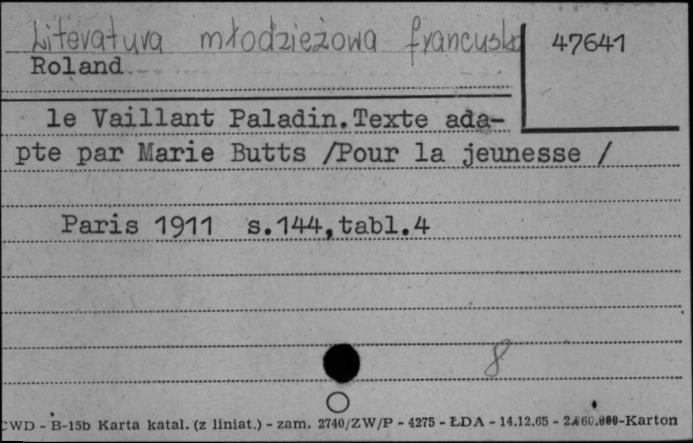 Literatura młodzieżowa francuska
47641
Roland
le Vaillant Paladin.Texte ada-
pte par Marie Butts /Pour la jeunesse /
Paris 1911 s.144,tabl.4
8
CWD - B-15b Karta katal. (z liniat.) - zam. 2740/ZW/P - 4275 - ŁDA - 14.12.65 - -Karton